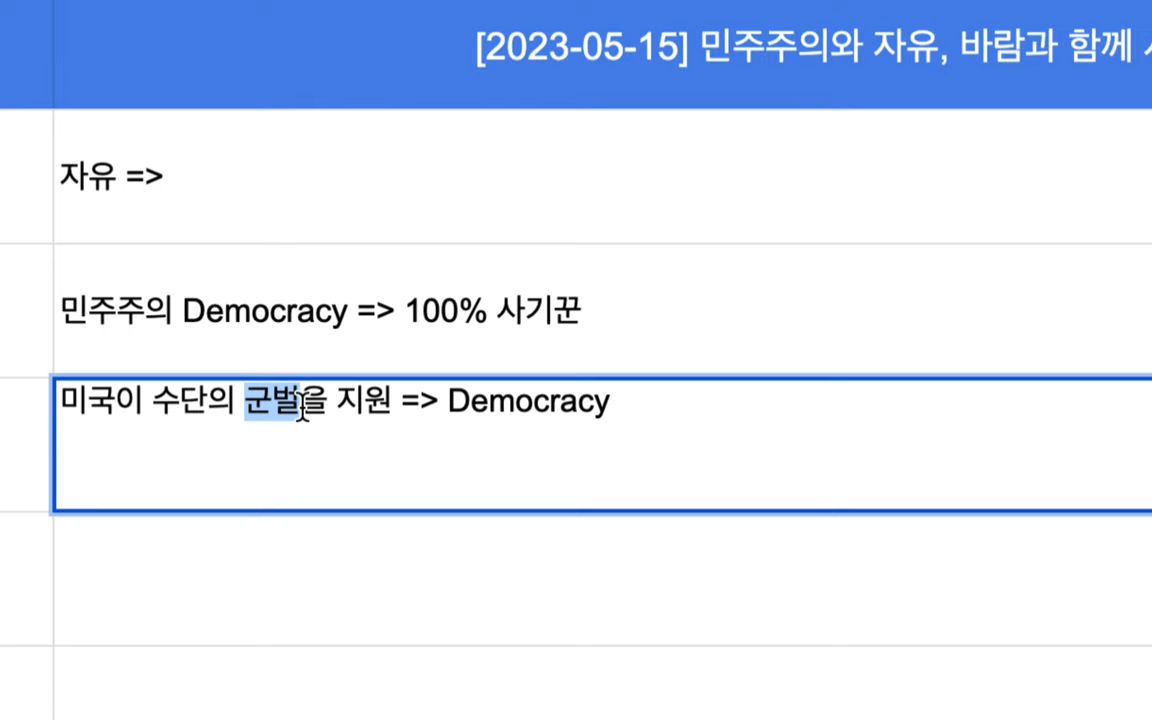 [2023-05-15] 민주주의와 자유, 바람과 함께
자유 =>
민주주의 Democracy => 100% 사기꾼
미국이 수단의 군벌을 지원 => Democracy